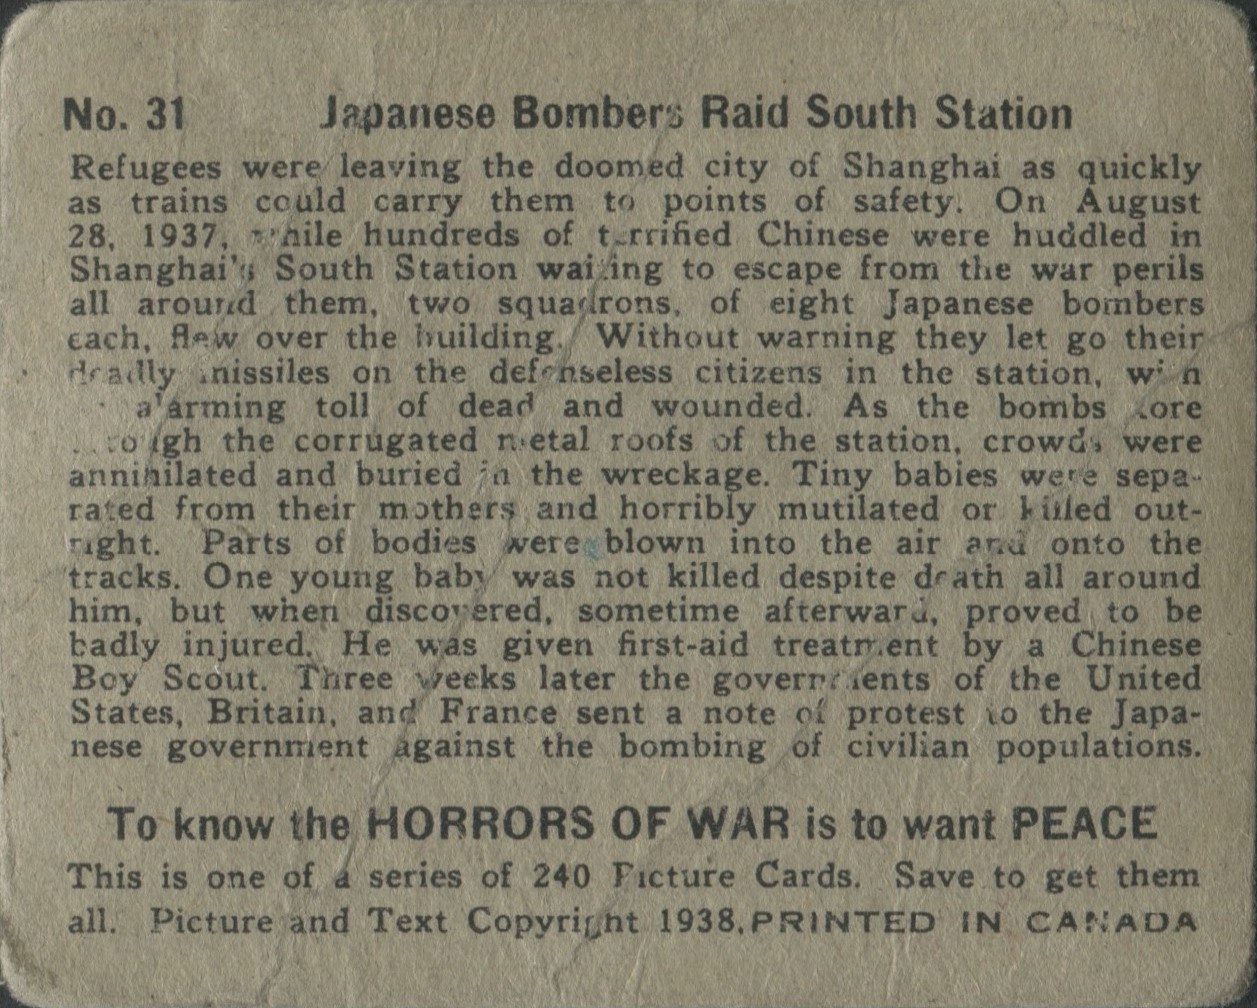 No. 31 Japanese Bombers Raid South Station
Refugees were leaving the doomed city of Shanghai as quickly
as trains could carry them to points of safety. On August
28, 1937, while hundreds of terrified Chinese were huddled in
Shanghai's South Station waiting to escape from the war perils
all around them, two squadrons, of eight Japanese bombers
each, flew over the building. Without warning they let go their
deadly missiles on the defenseless citizens in the station, with
alarming toll of dead and wounded. As the bombs tore
through the corrugated metal roofs of the station, crowds were
annihilated and buried in the wreckage. Tiny babies were sepa-
rated from their mothers and horribly mutilated or killed out-
right. Parts of bodies were blown into the air and onto the
tracks. One young baby was not killed despite death all around
him, but when discovered, sometime afterward, proved to be
badly injured. He was given first-aid treatment by a Chinese
Boy Scout. Three weeks later the governments of the United
States, Britain, and France sent a note of protest to the Japa-
nese government against the bombing of civilian populations.
To know the HORRORS OF WAR is to want PEACE
This is one of a series of 240 Picture Cards. Save to get them
all. Picture and Text Copyright 1938. PRINTED IN CANADA